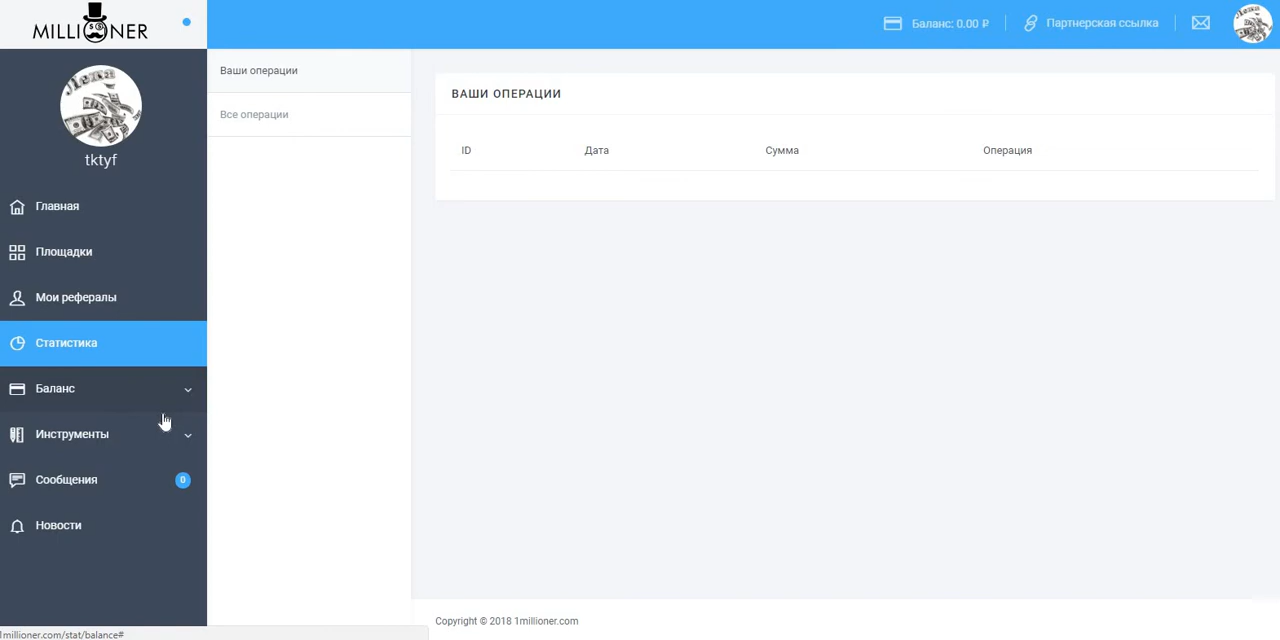 MILLIONER
Баланс: 0.00 ₽
Партнерская ссылка
Лена
tktyf
Главная
Площадки
Мои рефералы
Статистика
Баланс
Инструменты
Сообщения 0
Новости
Ваши операции
Все операции
ВАШИ ОПЕРАЦИИ
ID Дата Сумма Операция
Copyright © 2018 1millioner.com
1millioner.com/stat/balance#